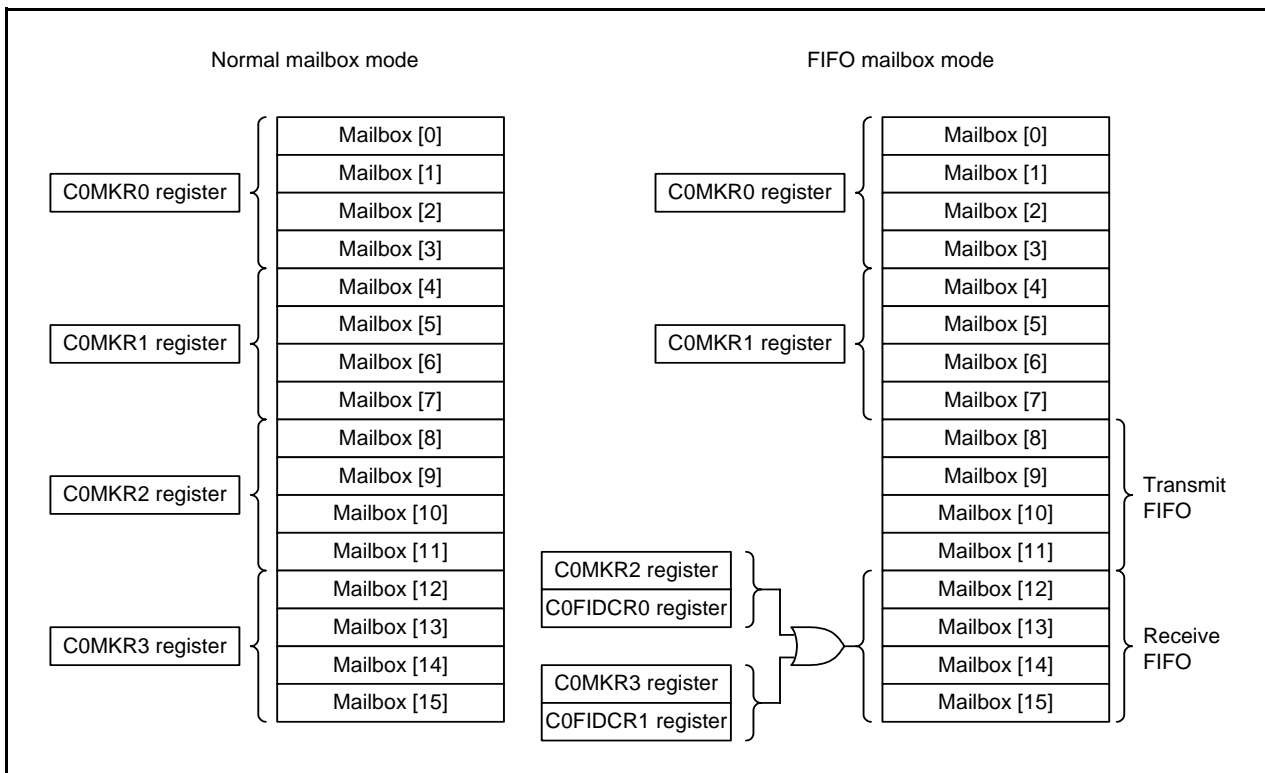 Normal mailbox mode
C0MKR0 register
C0MKR1 register
C0MKR2 register
C0MKR3 register
Mailbox [0]
Mailbox [1]
Mailbox [2]
Mailbox [3]
Mailbox [4]
Mailbox [5]
Mailbox [6]
Mailbox [7]
Mailbox [8]
Mailbox [9]
Mailbox [10]
Mailbox [11]
Mailbox [12]
Mailbox [13]
Mailbox [14]
Mailbox [15]
FIFO mailbox mode
C0MKR0 register
C0MKR1 register
C0MKR2 register
C0FIDCR0 register
C0MKR3 register
C0FIDCR1 register
Mailbox [0]
Mailbox [1]
Mailbox [2]
Mailbox [3]
Mailbox [4]
Mailbox [5]
Mailbox [6]
Mailbox [7]
Mailbox [8]
Mailbox [9]
Mailbox [10]
Mailbox [11]
Mailbox [12]
Mailbox [13]
Mailbox [14]
Mailbox [15]
Transmit
FIFO
Receive
FIFO